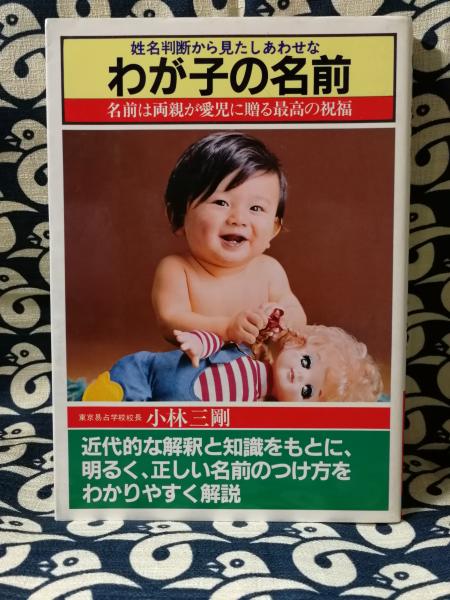 姓名判断から見たしあわせな
わが子の名前
名前は両親が愛児に贈る最高の祝福
東京易占学校校長 小林三剛
近代的な解釈と知識をもとに、
明るく、正しい名前のつけ方を
わかりやすく解説